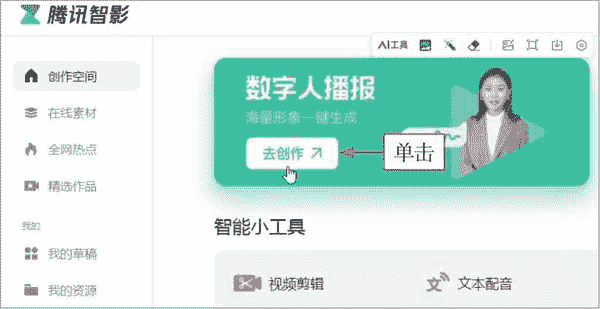 腾讯智影
AI工具
创作空间
在线素材
全网热点
精选作品
我的
我的草稿
我的资源
数字人播报
海量形象一键生成
去创作
单击
智能小工具
视频剪辑
文本配音